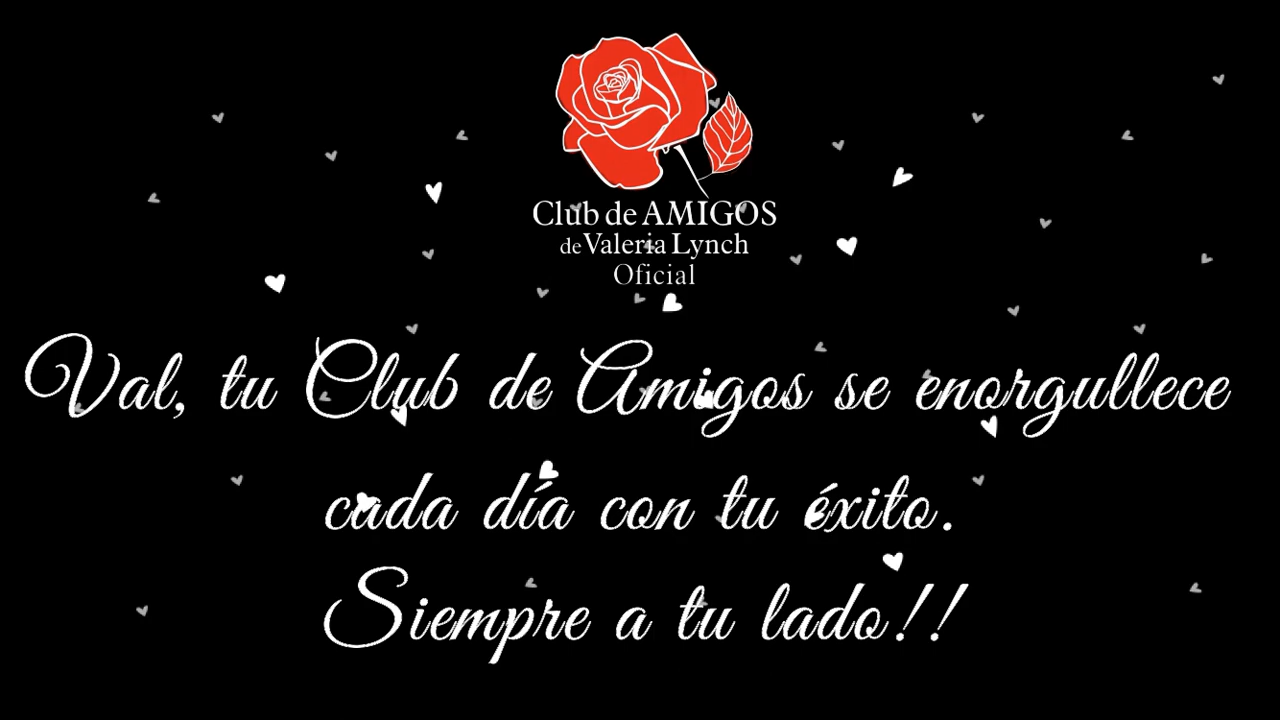 Club de AMIGOS
de Valeria Lynch
Oficial
Val, tu Club de Amigos se enorgullece
cada día con tu éxito.
Siempre a tu lado!!